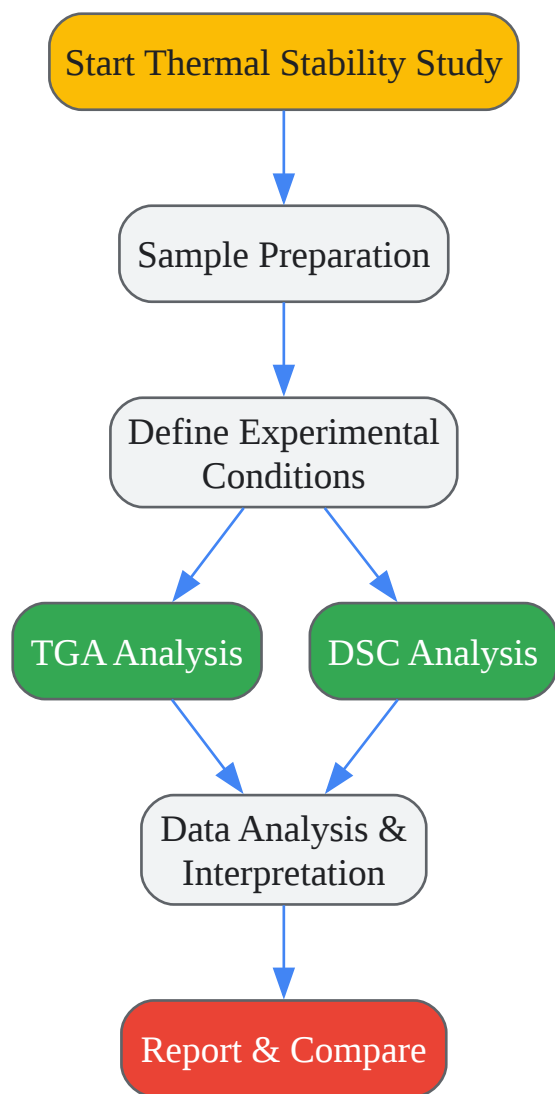 Start Thermal Stability Study
Sample Preparation
Define Experimental
Conditions
TGA Analysis
DSC Analysis
Data Analysis &
Interpretation
Report & Compare